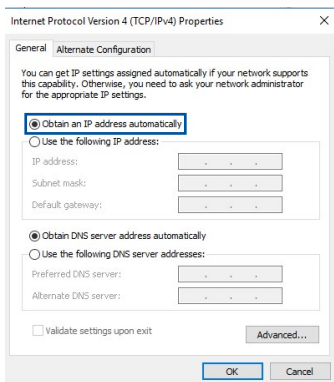 Internet Protocol Version 4 (TCP/IPv4) Properties
General Alternate Configuration
You can get IP settings assigned automatically if your network supports
this capability. Otherwise, you need to ask your network administrator
for the appropriate IP settings.
Obtain an IP address automatically
Use the following IP address:
IP address:
Subnet mask:
Default gateway:
Obtain DNS server address automatically
Use the following DNS server addresses:
Preferred DNS server:
Alternate DNS server:
Validate settings upon exit
Advanced...
OK Cancel